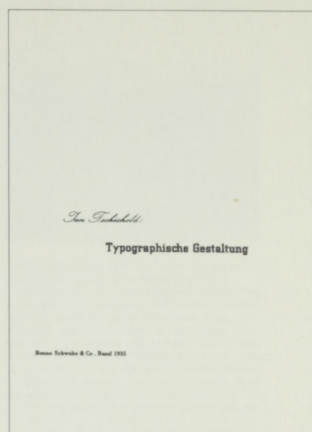 Jan Tschichold:
Typographische Gestaltung
Benno Schwabe & Co. Basel 1935